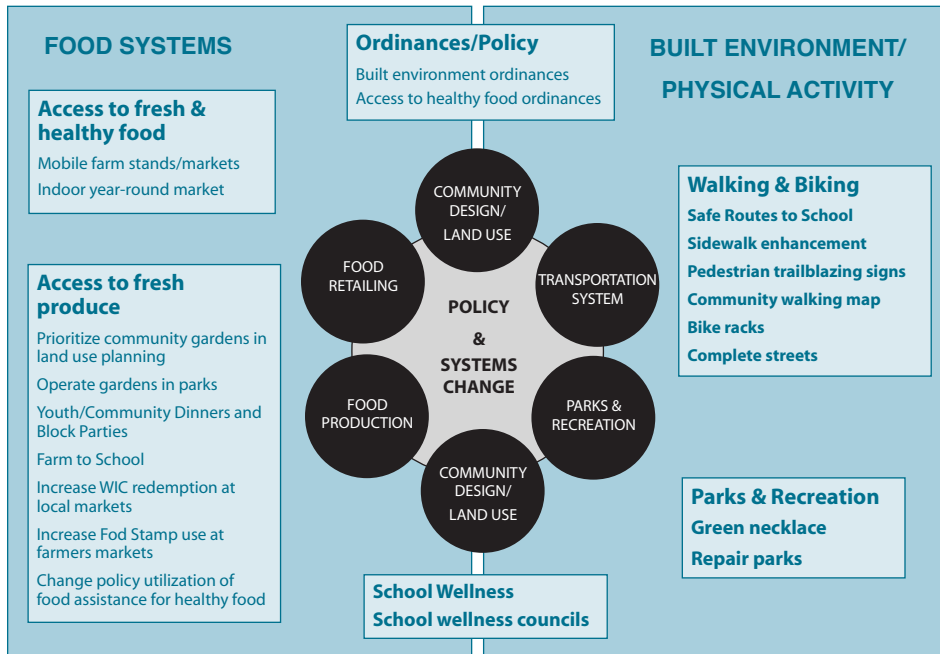 FOOD SYSTEMS
Access to fresh &
healthy food
Mobile farm stands/markets
Indoor year-round market
Access to fresh
produce
Prioritize community gardens in
land use planning
Operate gardens in parks
Youth/Community Dinners and
Block Parties
Farm to School
Increase WIC redemption at
local markets
Increase Fod Stamp use at
farmers markets
Change policy utilization of
food assistance for healthy food
Ordinances/Policy
Built environment ordinances
Access to healthy food ordinances
COMMUNITY
DESIGN/
LAND USE
FOOD
RETAILING
TRANSPORTATION
SYSTEM
POLICY
&
SYSTEMS
CHANGE
FOOD
PRODUCTION
PARKS &
RECREATION
COMMUNITY
DESIGN/
LAND USE
School Wellness
School wellness councils
BUILT ENVIRONMENT/
PHYSICAL ACTIVITY
Walking & Biking
Safe Routes to School
Sidewalk enhancement
Pedestrian trailblazing signs
Community walking map
Bike racks
Complete streets
Parks & Recreation
Green necklace
Repair parks